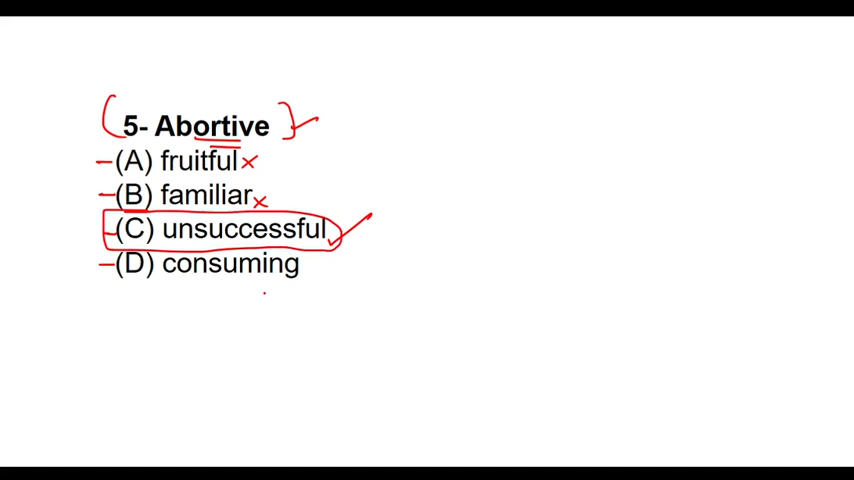 5- Abortive
(A) fruitful
(B) familiar
(C) unsuccessful
(D) consuming